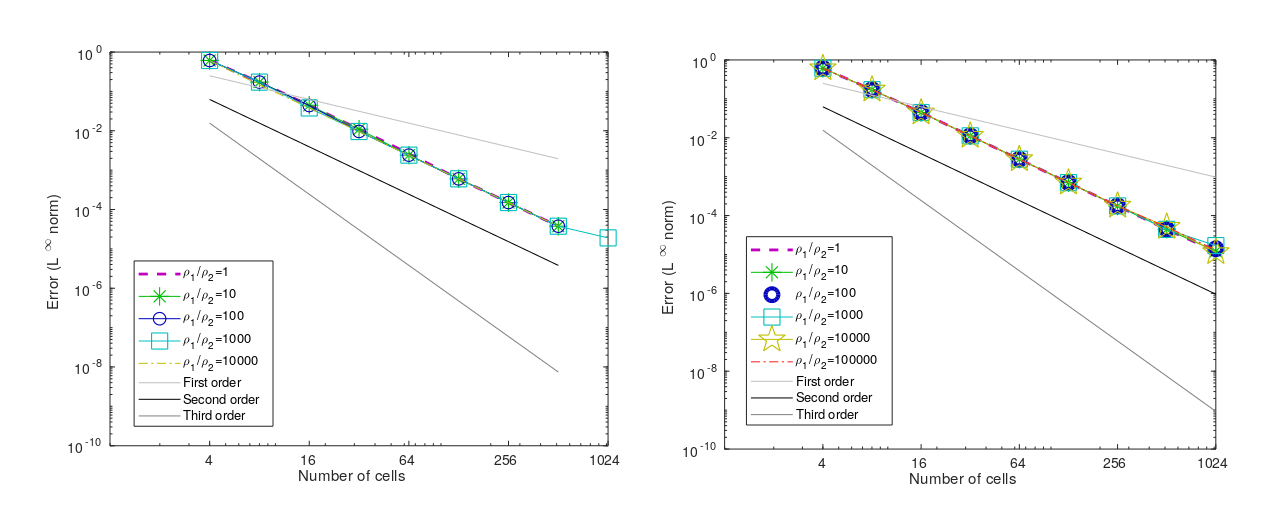 10^0
10^-2
10^-4
10^-6
10^-8
10^-10
Error (L ∞ norm)
ρ1/ρ2=1
ρ1/ρ2=10
ρ1/ρ2=100
ρ1/ρ2=1000
ρ1/ρ2=10000
First order
Second order
Third order
4 16 64 256 1024
Number of cells
10^0
10^-2
10^-4
10^-6
10^-8
10^-10
Error (L ∞ norm)
ρ1/ρ2=1
ρ1/ρ2=10
ρ1/ρ2=100
ρ1/ρ2=1000
ρ1/ρ2=10000
ρ1/ρ2=100000
First order
Second order
Third order
4 16 64 256 1024
Number of cells